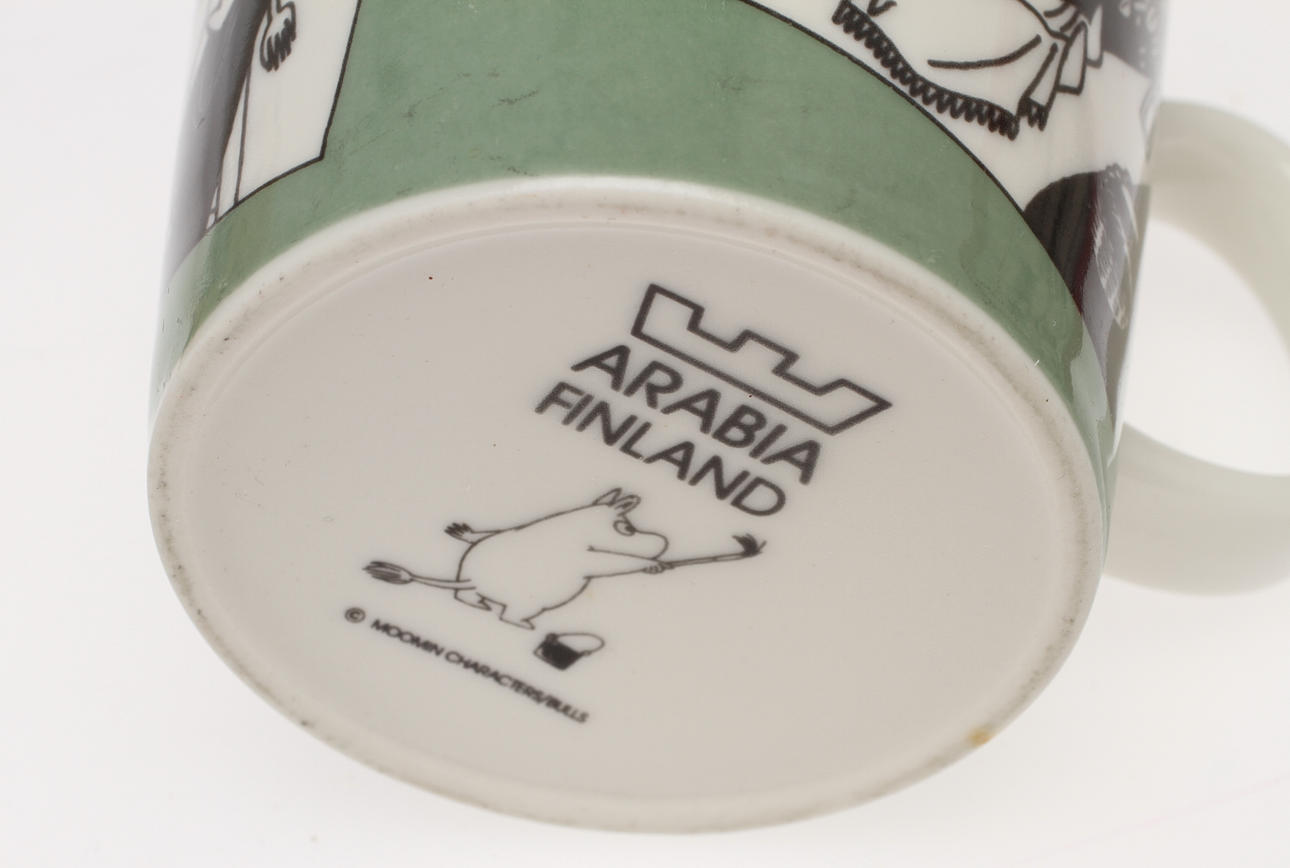 ARABIA
FINLAND
© MOOMIN CHARACTERS/BULLS